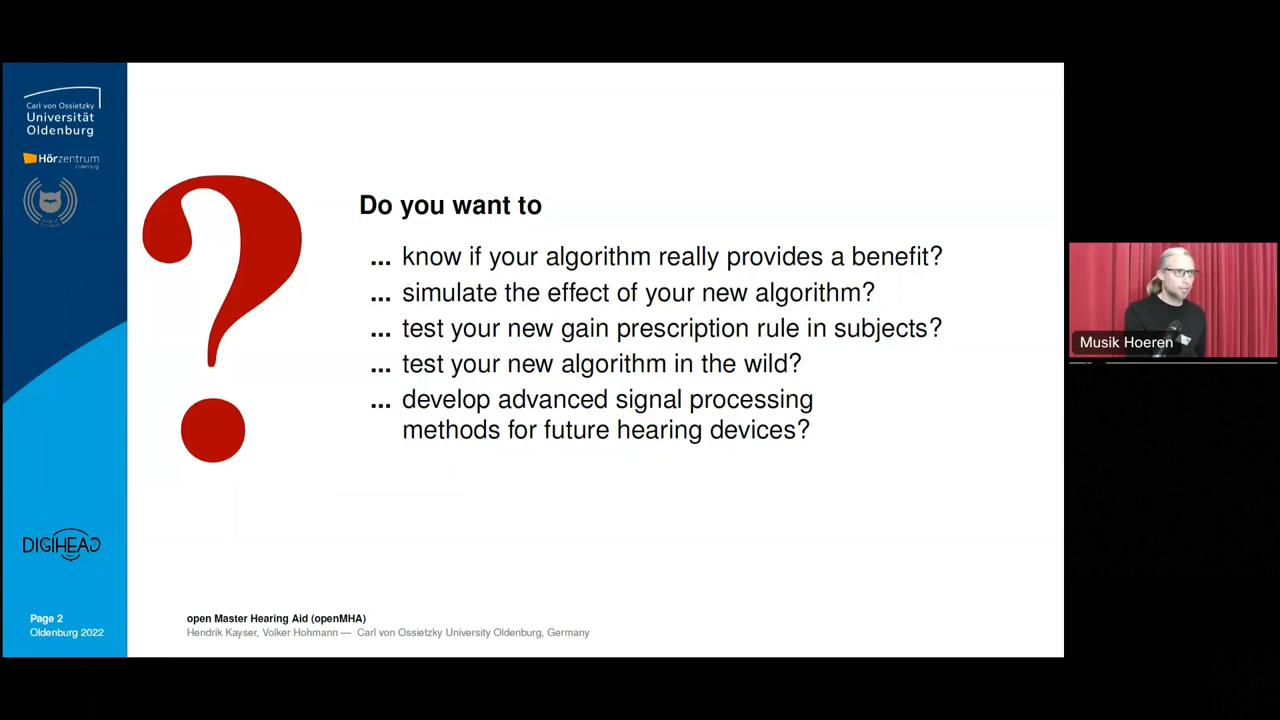 Carl von Ossietzky
Universität
Oldenburg
Hörzentrum
Oldenburg
Do you want to
... know if your algorithm really provides a benefit?
... simulate the effect of your new algorithm?
... test your new gain prescription rule in subjects?
... test your new algorithm in the wild?
... develop advanced signal processing
methods for future hearing devices?
Musik Hoeren
DIGIHEAD
Page 2
Oldenburg 2022
open Master Hearing Aid (openMHA)
Hendrik Kayser, Volker Hohmann — Carl von Ossietzky University Oldenburg, Germany